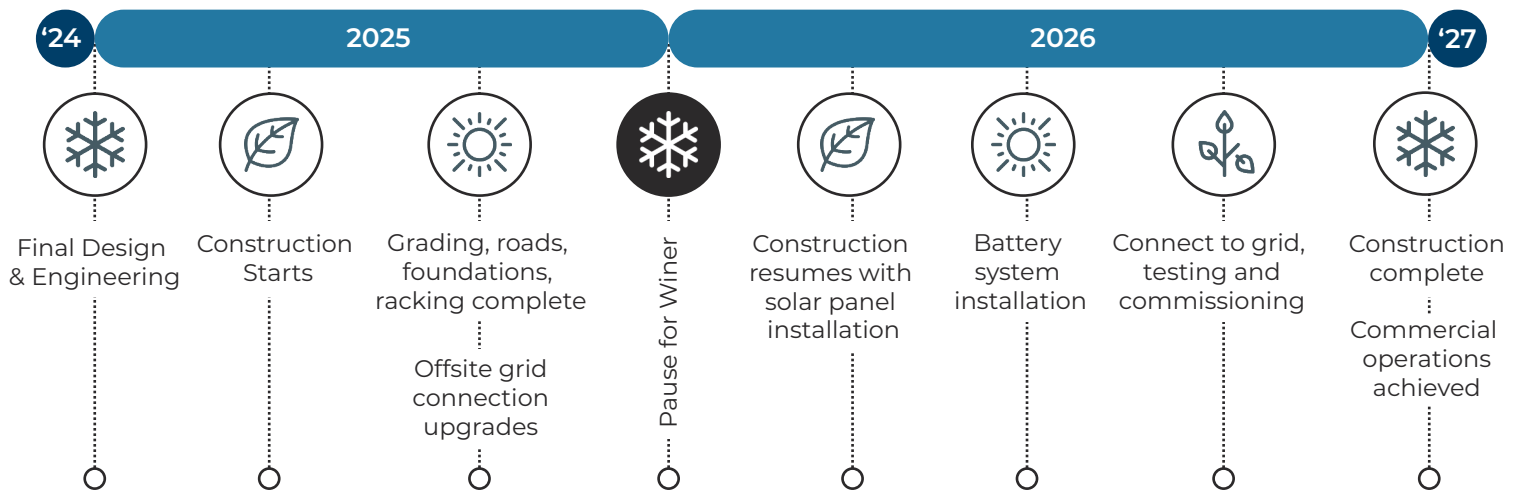 ‘24
2025
2026
‘27
Final Design
& Engineering
Construction
Starts
Grading, roads,
foundations,
racking complete
Offsite grid
connection
upgrades
Pause for Winer
Construction
resumes with
solar panel
installation
Battery
system
installation
Connect to grid,
testing and
commissioning
Construction
complete
Commercial
operations
achieved